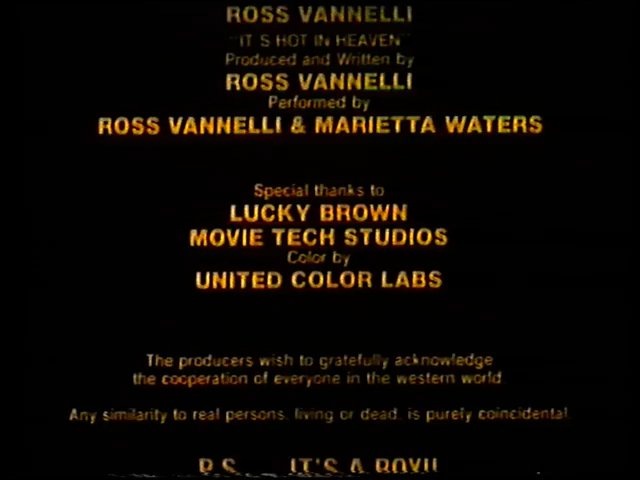 ROSS VANNELLI
"IT'S HOT IN HEAVEN"
Produced and Written by
ROSS VANNELLI
Performed by
ROSS VANNELLI & MARIETTA WATERS
Special thanks to
LUCKY BROWN
MOVIE TECH STUDIOS
Color by
UNITED COLOR LABS
The producers wish to gratefully acknowledge
the cooperation of everyone in the western world
Any similarity to real persons, living or dead, is purely coincidental.
P.S... IT'S A BOY!!